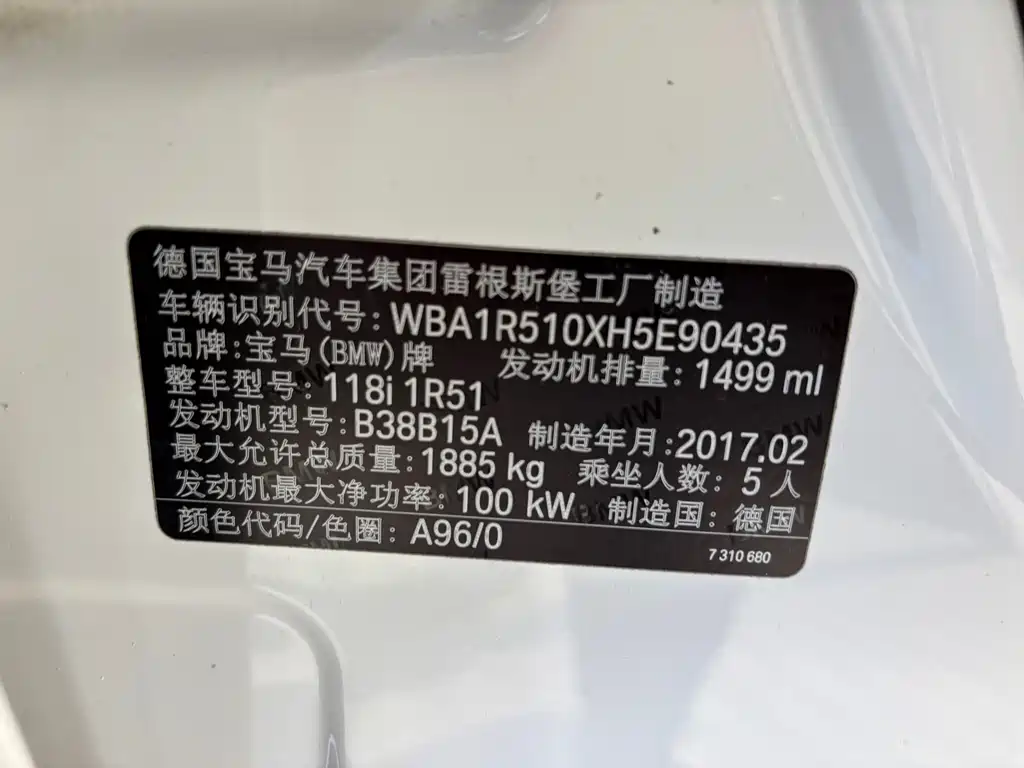 德国宝马汽车集团雷根斯堡工厂制造
车辆识别代号: WBA1R510XH5E90435
品牌: 宝马(BMW)牌 发动机排量: 1499 ml
整车型号: 118i 1R51
发动机型号: B38B15A 制造年月: 2017.02
最大允许总质量: 1885 kg 乘坐人数: 5 人
发动机最大净功率: 100 kW 制造国: 德国
颜色代码/色圈: A96/0
7 310 680